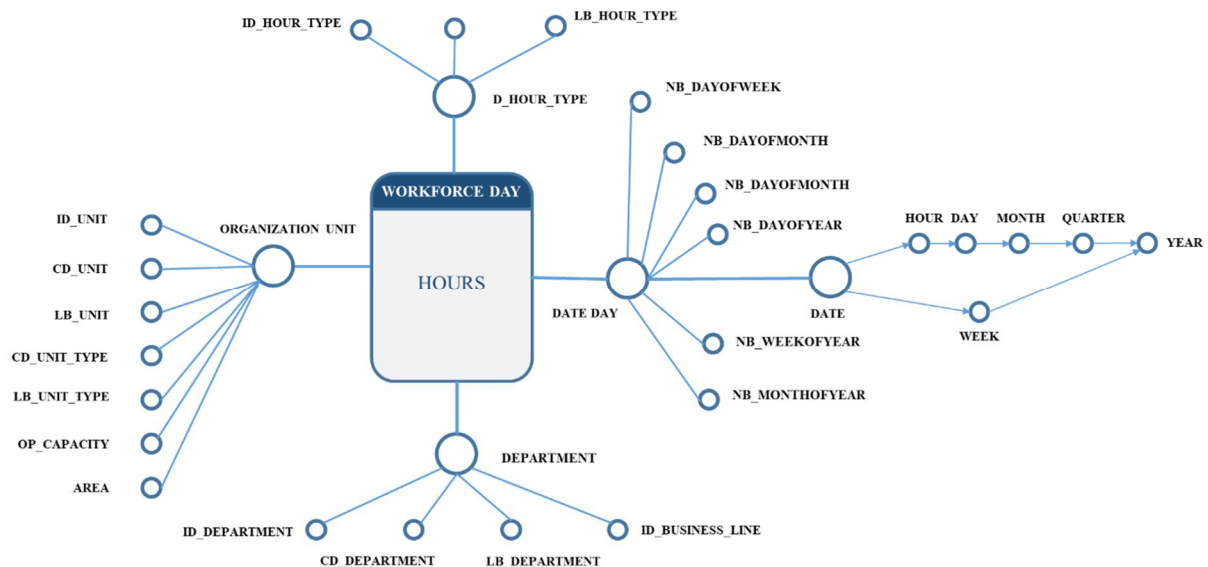 ID_HOUR_TYPE
LB_HOUR_TYPE
D_HOUR_TYPE
NB_DAYOFWEEK
NB_DAYOFMONTH
NB_DAYOFMONTH
NB_DAYOFYEAR
WORKFORCE DAY
HOURS
ORGANIZATION UNIT
ID_UNIT
CD_UNIT
LB_UNIT
CD_UNIT_TYPE
LB_UNIT_TYPE
OP_CAPACITY
AREA
DATE DAY
DATE
HOUR DAY MONTH QUARTER
YEAR
WEEK
NB_WEEKOFYEAR
NB_MONTHOFYEAR
DEPARTMENT
ID_DEPARTMENT
CD_DEPARTMENT
LB_DEPARTMENT
ID_BUSINESS_LINE